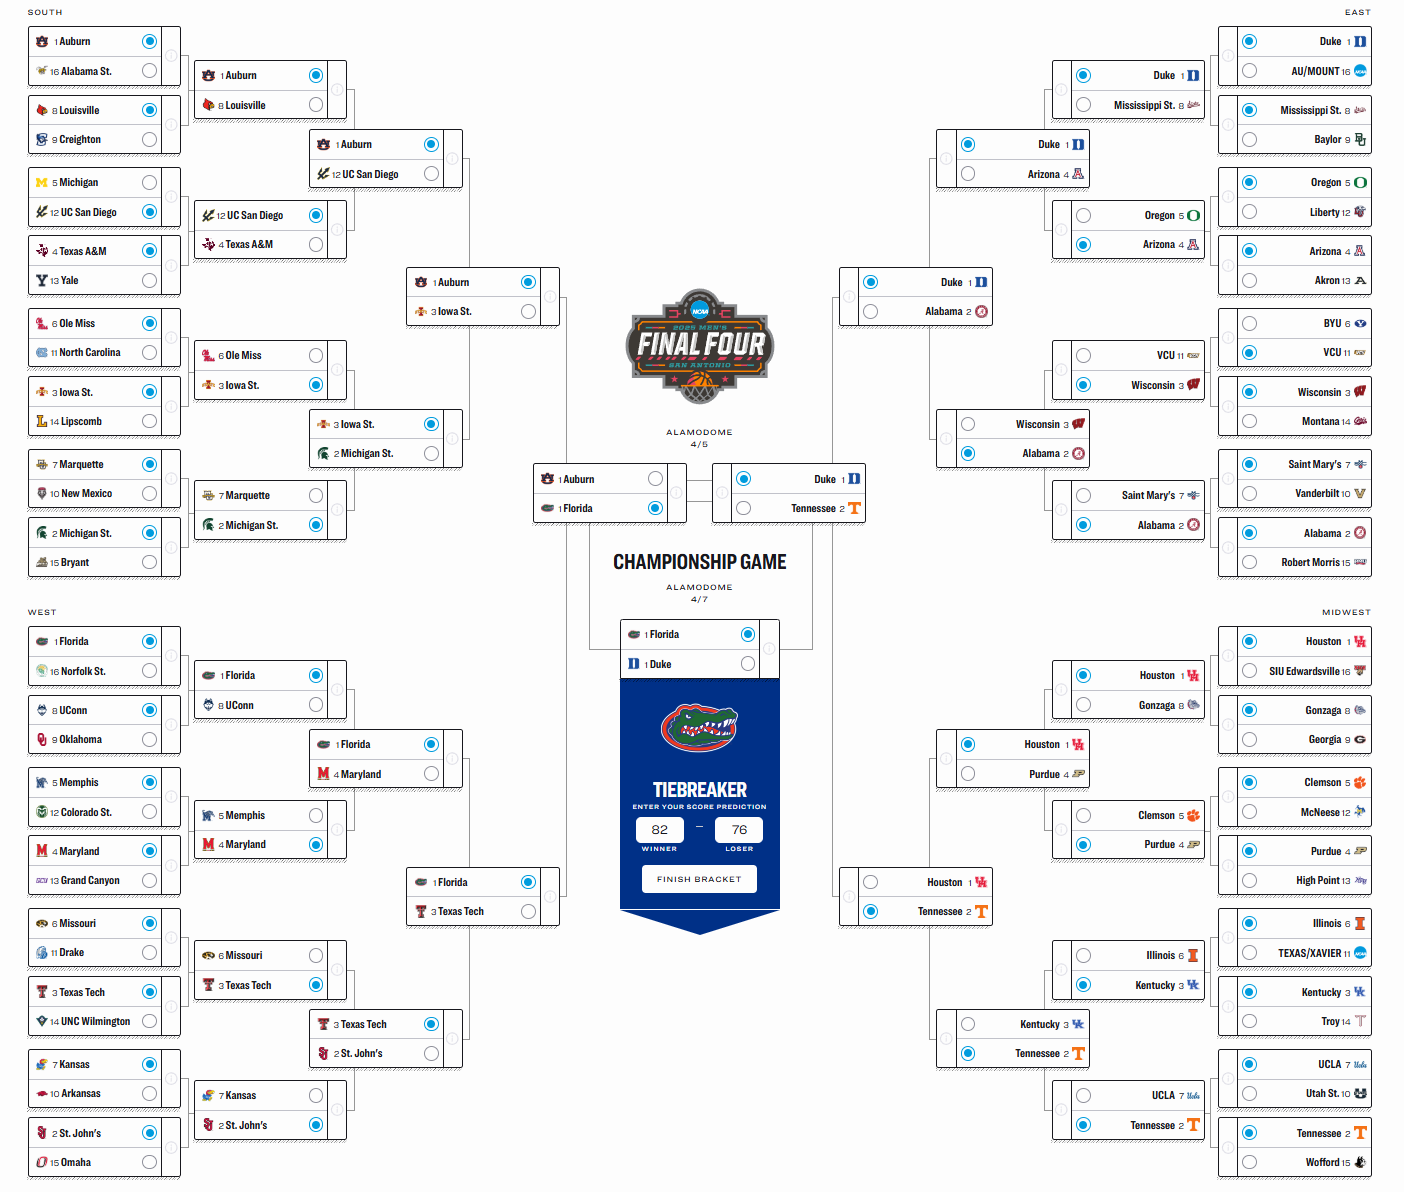 SOUTH
1 Auburn
16 Alabama St.
8 Louisville
9 Creighton
5 Michigan
12 UC San Diego
4 Texas A&M
13 Yale
6 Ole Miss
11 North Carolina
3 Iowa St.
14 Lipscomb
7 Marquette
10 New Mexico
2 Michigan St.
15 Bryant
1 Auburn
8 Louisville
12 UC San Diego
4 Texas A&M
6 Ole Miss
3 Iowa St.
7 Marquette
2 Michigan St.
1 Auburn
12 UC San Diego
3 Iowa St.
2 Michigan St.
1 Auburn
3 Iowa St.
WEST
1 Florida
16 Norfolk St.
8 UConn
9 Oklahoma
5 Memphis
12 Colorado St.
4 Maryland
13 Grand Canyon
6 Missouri
11 Drake
3 Texas Tech
14 UNC Wilmington
7 Kansas
10 Arkansas
2 St. John's
15 Omaha
1 Florida
8 UConn
5 Memphis
4 Maryland
6 Missouri
3 Texas Tech
7 Kansas
2 St. John's
1 Florida
4 Maryland
3 Texas Tech
2 St. John's
1 Florida
3 Texas Tech
NCAA
2025 MEN'S
FINAL FOUR
SAN ANTONIO
ALAMODOME
4/5
1 Auburn
1 Florida
Duke 1
Tennessee 2
CHAMPIONSHIP GAME
ALAMODOME
4/7
1 Florida
1 Duke
TIEBREAKER
ENTER YOUR SCORE PREDICTION
82 – 76
WINNER LOSER
FINISH BRACKET
EAST
Duke 1
AU/MOUNT 16
Mississippi St. 8
Baylor 9
Oregon 5
Liberty 12
Arizona 4
Akron 13
BYU 6
VCU 11
Wisconsin 3
Montana 14
Saint Mary's 7
Vanderbilt 10
Alabama 2
Robert Morris 15
Duke 1
Mississippi St. 8
Oregon 5
Arizona 4
VCU 11
Wisconsin 3
Saint Mary's 7
Alabama 2
Duke 1
Arizona 4
Wisconsin 3
Alabama 2
Duke 1
Alabama 2
MIDWEST
Houston 1
SIU Edwardsville 16
Gonzaga 8
Georgia 9
Clemson 5
McNeese 12
Purdue 4
High Point 13
Illinois 6
TEXAS/XAVIER 11
Kentucky 3
Troy 14
UCLA 7
Utah St. 10
Tennessee 2
Wofford 15
Houston 1
Gonzaga 8
Clemson 5
Purdue 4
Illinois 6
Kentucky 3
UCLA 7
Tennessee 2
Houston 1
Purdue 4
Kentucky 3
Tennessee 2
Houston 1
Tennessee 2